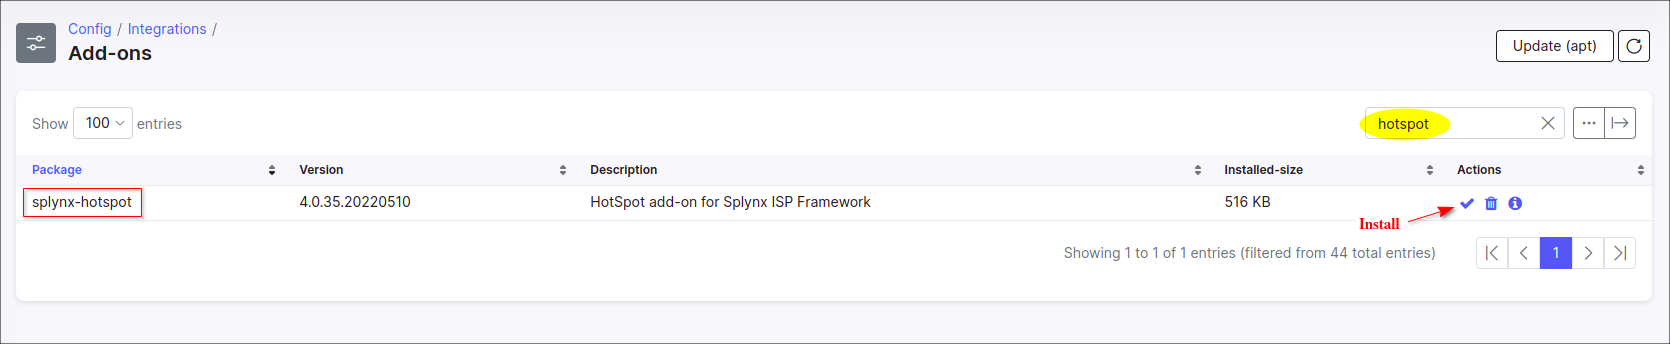 Config / Integrations /
Add-ons
Update (apt)
Show 100 entries
hotspot
Package Version Description Installed-size Actions
splynx-hotspot 4.0.35.20220510 HotSpot add-on for Splynx ISP Framework 516 KB
Install
Showing 1 to 1 of 1 entries (filtered from 44 total entries)
1